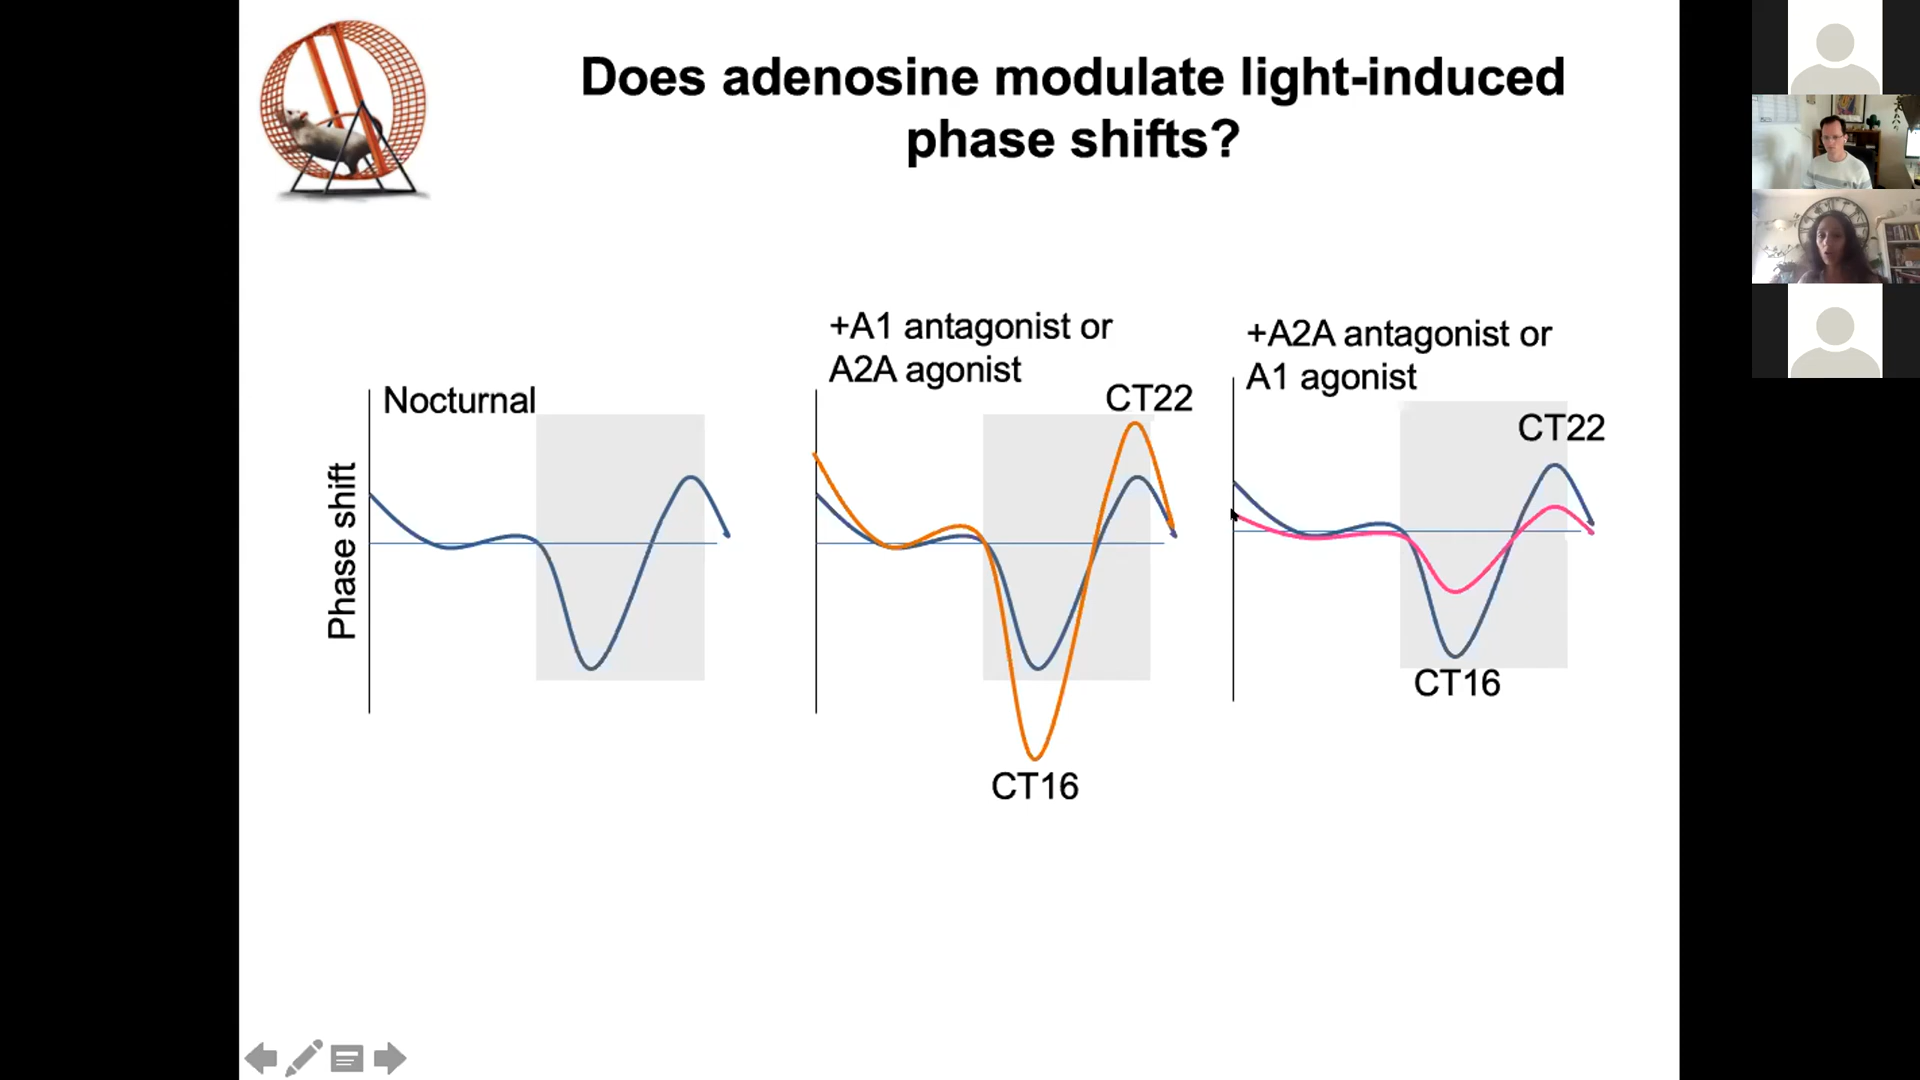 Does adenosine modulate light-induced
phase shifts?
Nocturnal
Phase shift
+A1 antagonist or
A2A agonist
CT22
CT16
+A2A antagonist or
A1 agonist
CT22
CT16